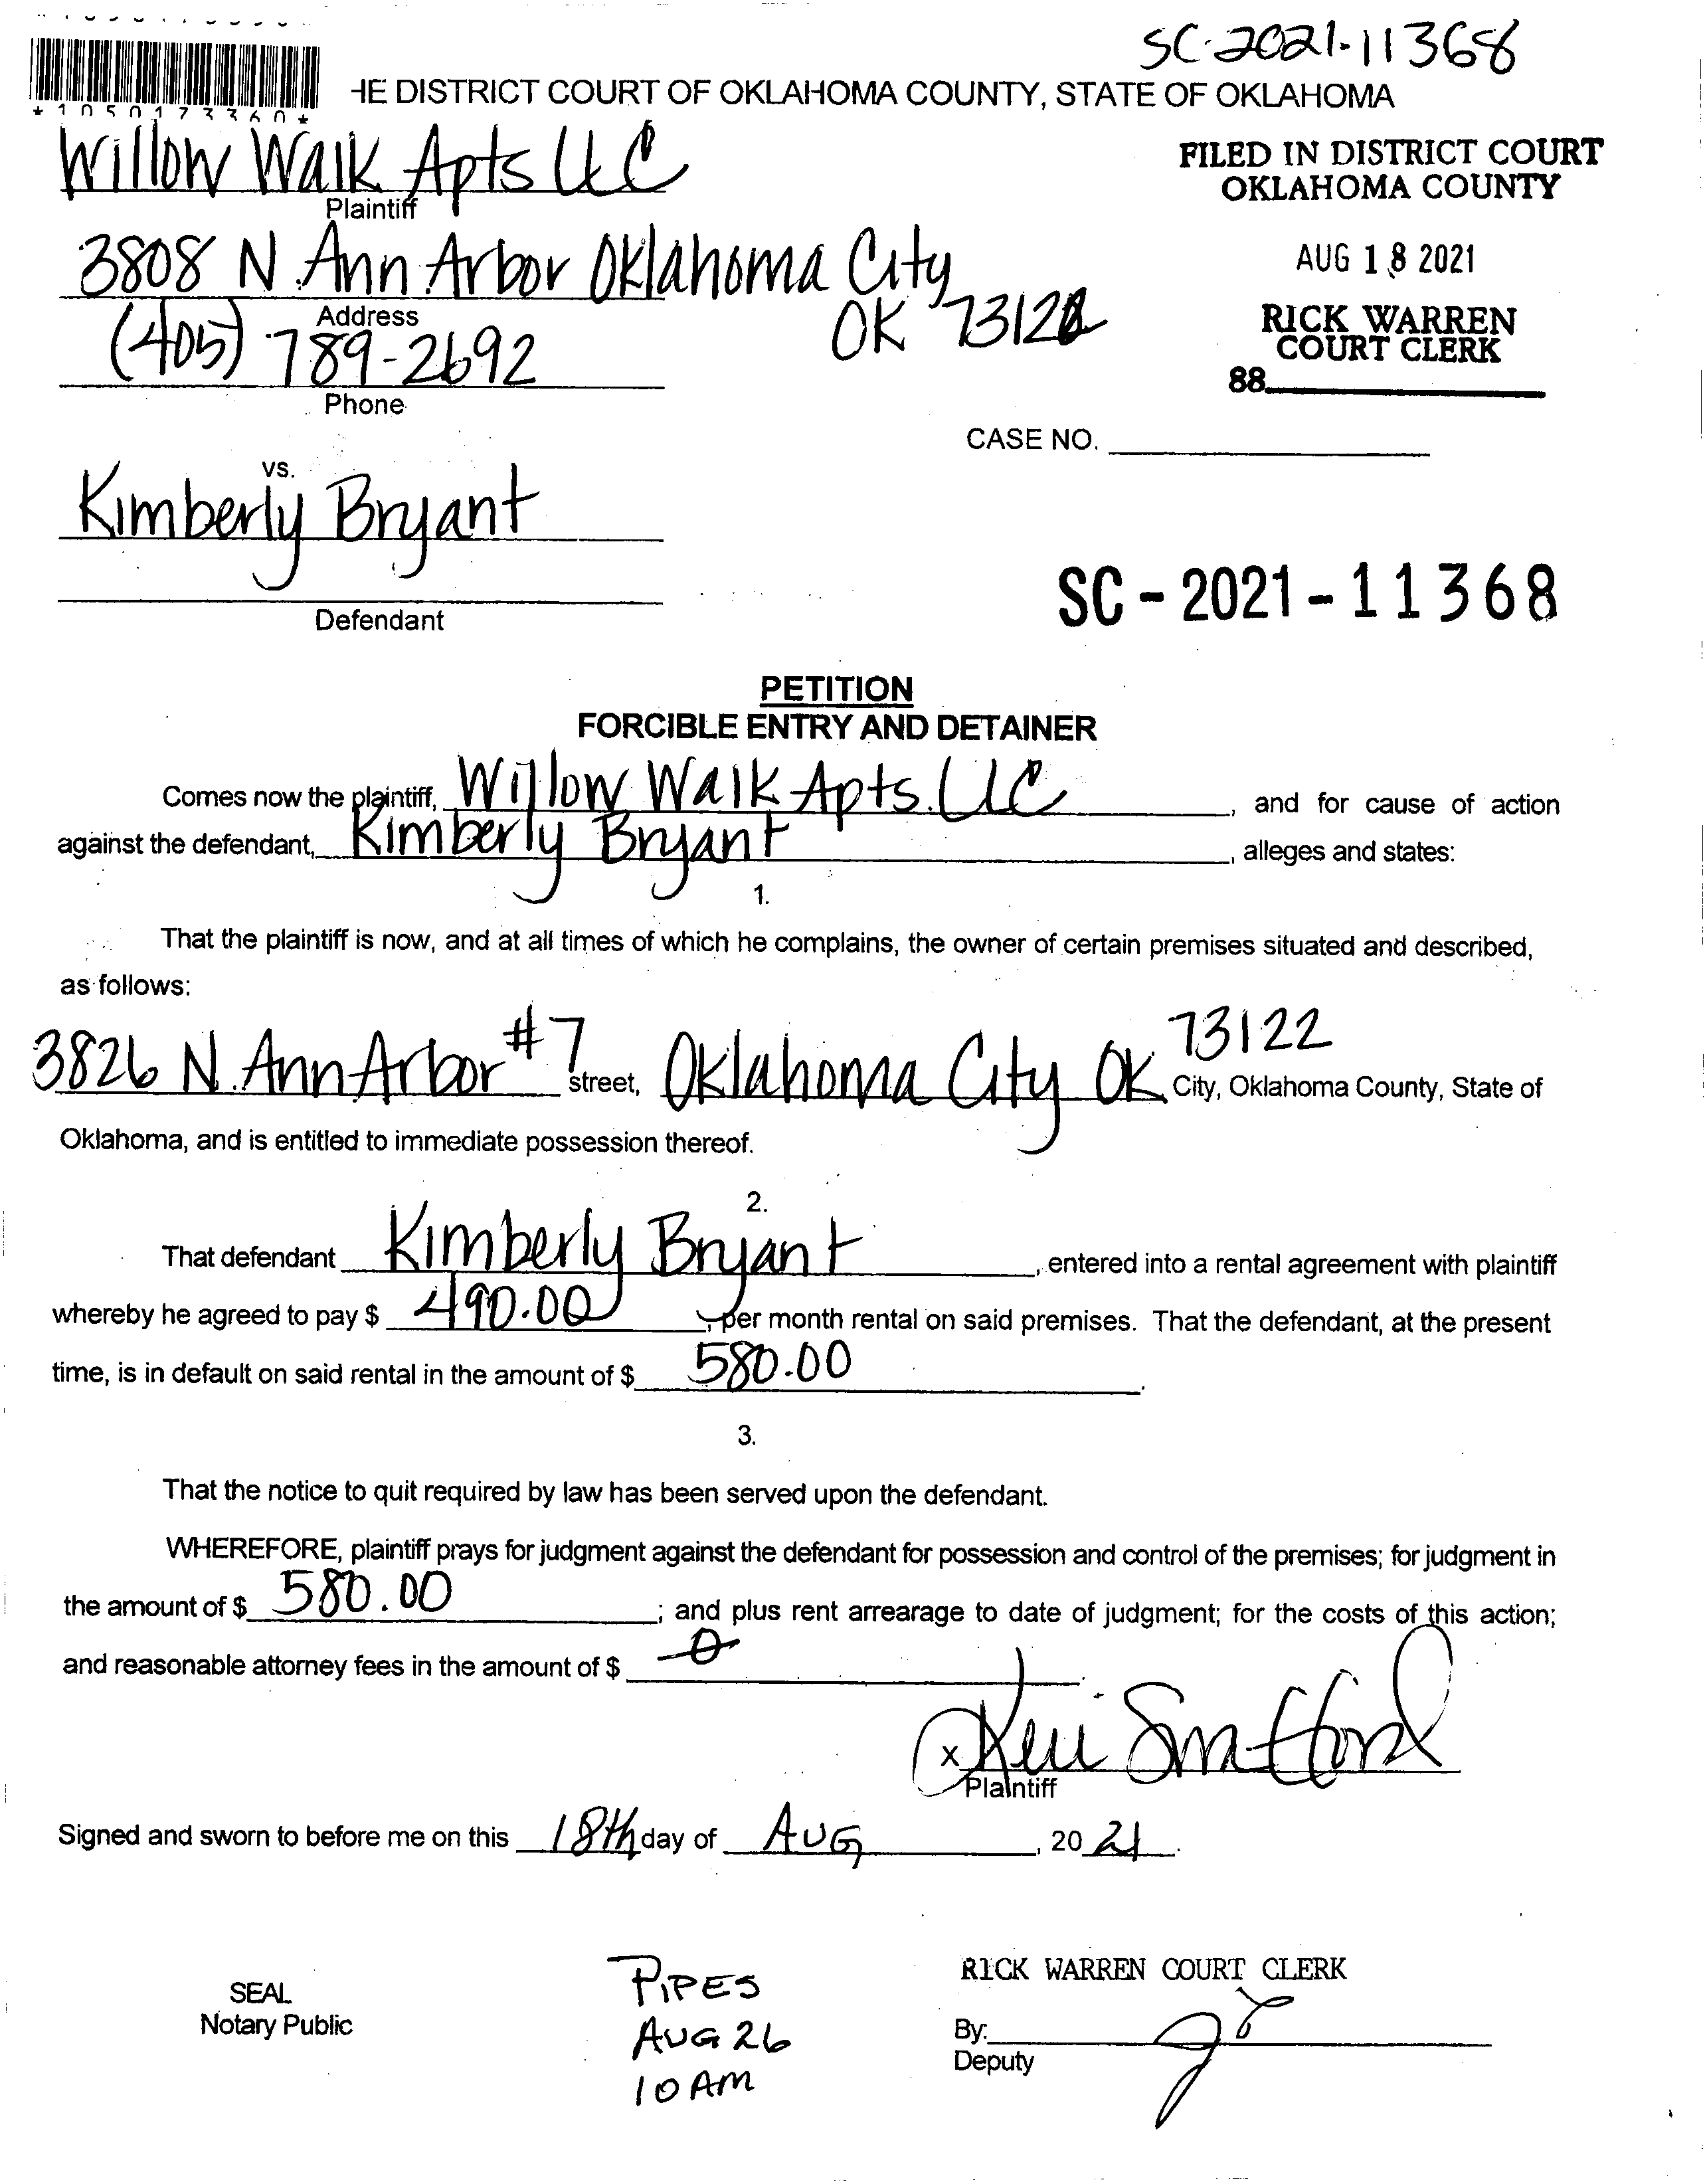 SC-2021-11368
*1050173360*
HE DISTRICT COURT OF OKLAHOMA COUNTY, STATE OF OKLAHOMA
Willow Walk Apts LLC
Plaintiff
FILED IN DISTRICT COURT
OKLAHOMA COUNTY
3808 N Ann Arbor Oklahoma City
OK 73122
Address
AUG 18 2021
(405) 789-2692
Phone
RICK WARREN
COURT CLERK
88
CASE NO.
vs.
Kimberly Bryant
Defendant
SC-2021-11368
PETITION
FORCIBLE ENTRY AND DETAINER
Comes now the plaintiff, Willow Walk Apts. LLC, and for cause of action
against the defendant, Kimberly Bryant, alleges and states:
1.
That the plaintiff is now, and at all times of which he complains, the owner of certain premises situated and described,
as follows:
3826 N. Ann Arbor #7 street, Oklahoma City OK 73122 City, Oklahoma County, State of
Oklahoma, and is entitled to immediate possession thereof.
2.
That defendant Kimberly Bryant, entered into a rental agreement with plaintiff
whereby he agreed to pay $ 490.00, per month rental on said premises. That the defendant, at the present
time, is in default on said rental in the amount of $ 580.00.
3.
That the notice to quit required by law has been served upon the defendant.
WHEREFORE, plaintiff prays for judgment against the defendant for possession and control of the premises; for judgment in
the amount of $ 580.00; and plus rent arrearage to date of judgment; for the costs of this action;
and reasonable attorney fees in the amount of $ 0.
x
Plaintiff
Signed and sworn to before me on this 18th day of AUG, 20 21.
SEAL
Notary Public
PIPES
AUG 26
10 AM
RICK WARREN COURT CLERK
By:
Deputy